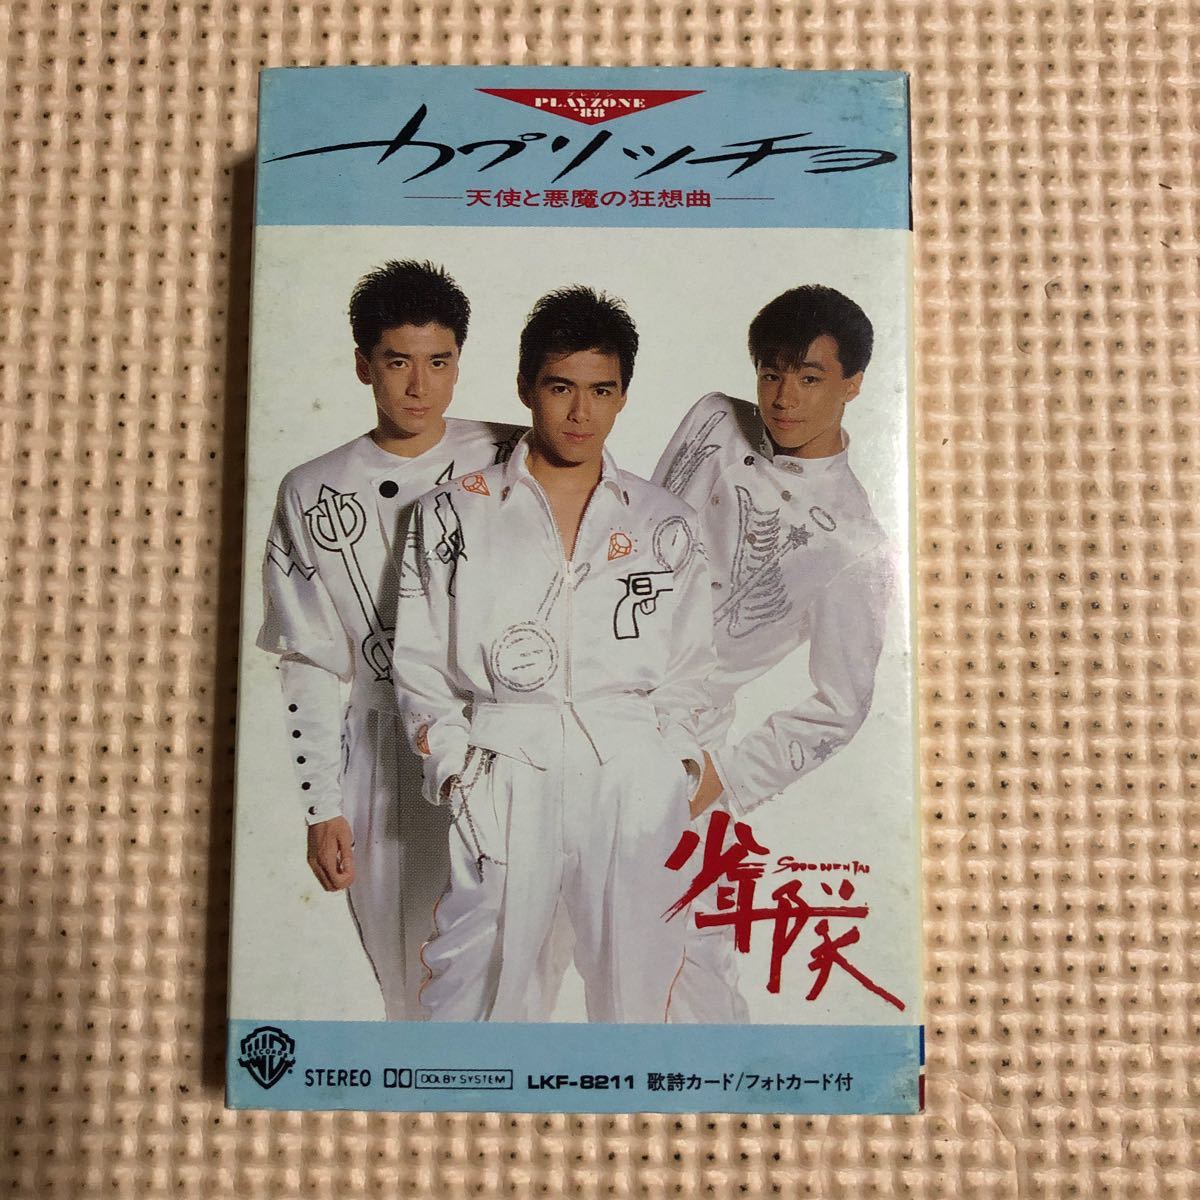 プレゾン
PLAYZONE
'88
カプリッチョ
天使と悪魔の狂想曲
SHONENTAI
少年隊
WB
RECORDS
STEREO DOLBY SYSTEM LKF-8211 歌詩カード/フォトカード付